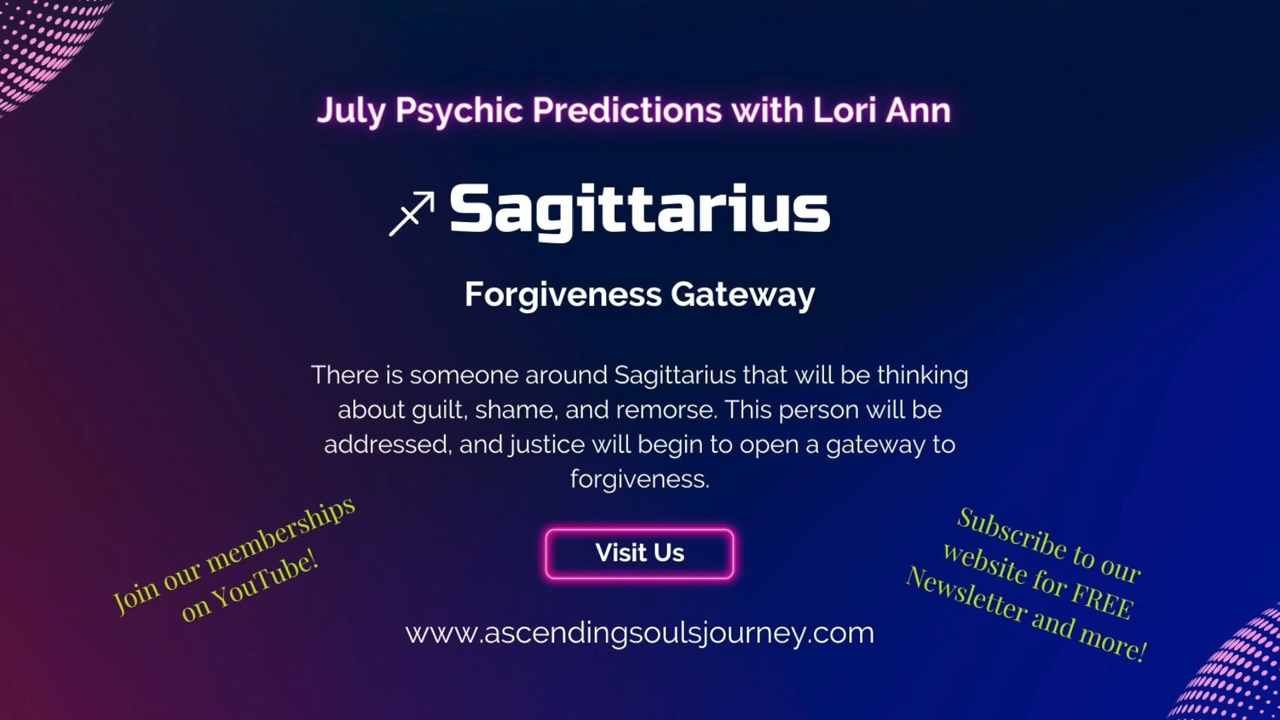 July Psychic Predictions with Lori Ann
Sagittarius
Forgiveness Gateway
There is someone around Sagittarius that will be thinking
about guilt, shame, and remorse. This person will be
addressed, and justice will begin to open a gateway to
forgiveness.
Join our memberships
on YouTube!
Visit Us
Subscribe to our
website for FREE
Newsletter and more!
www.ascendingsoulsjourney.com